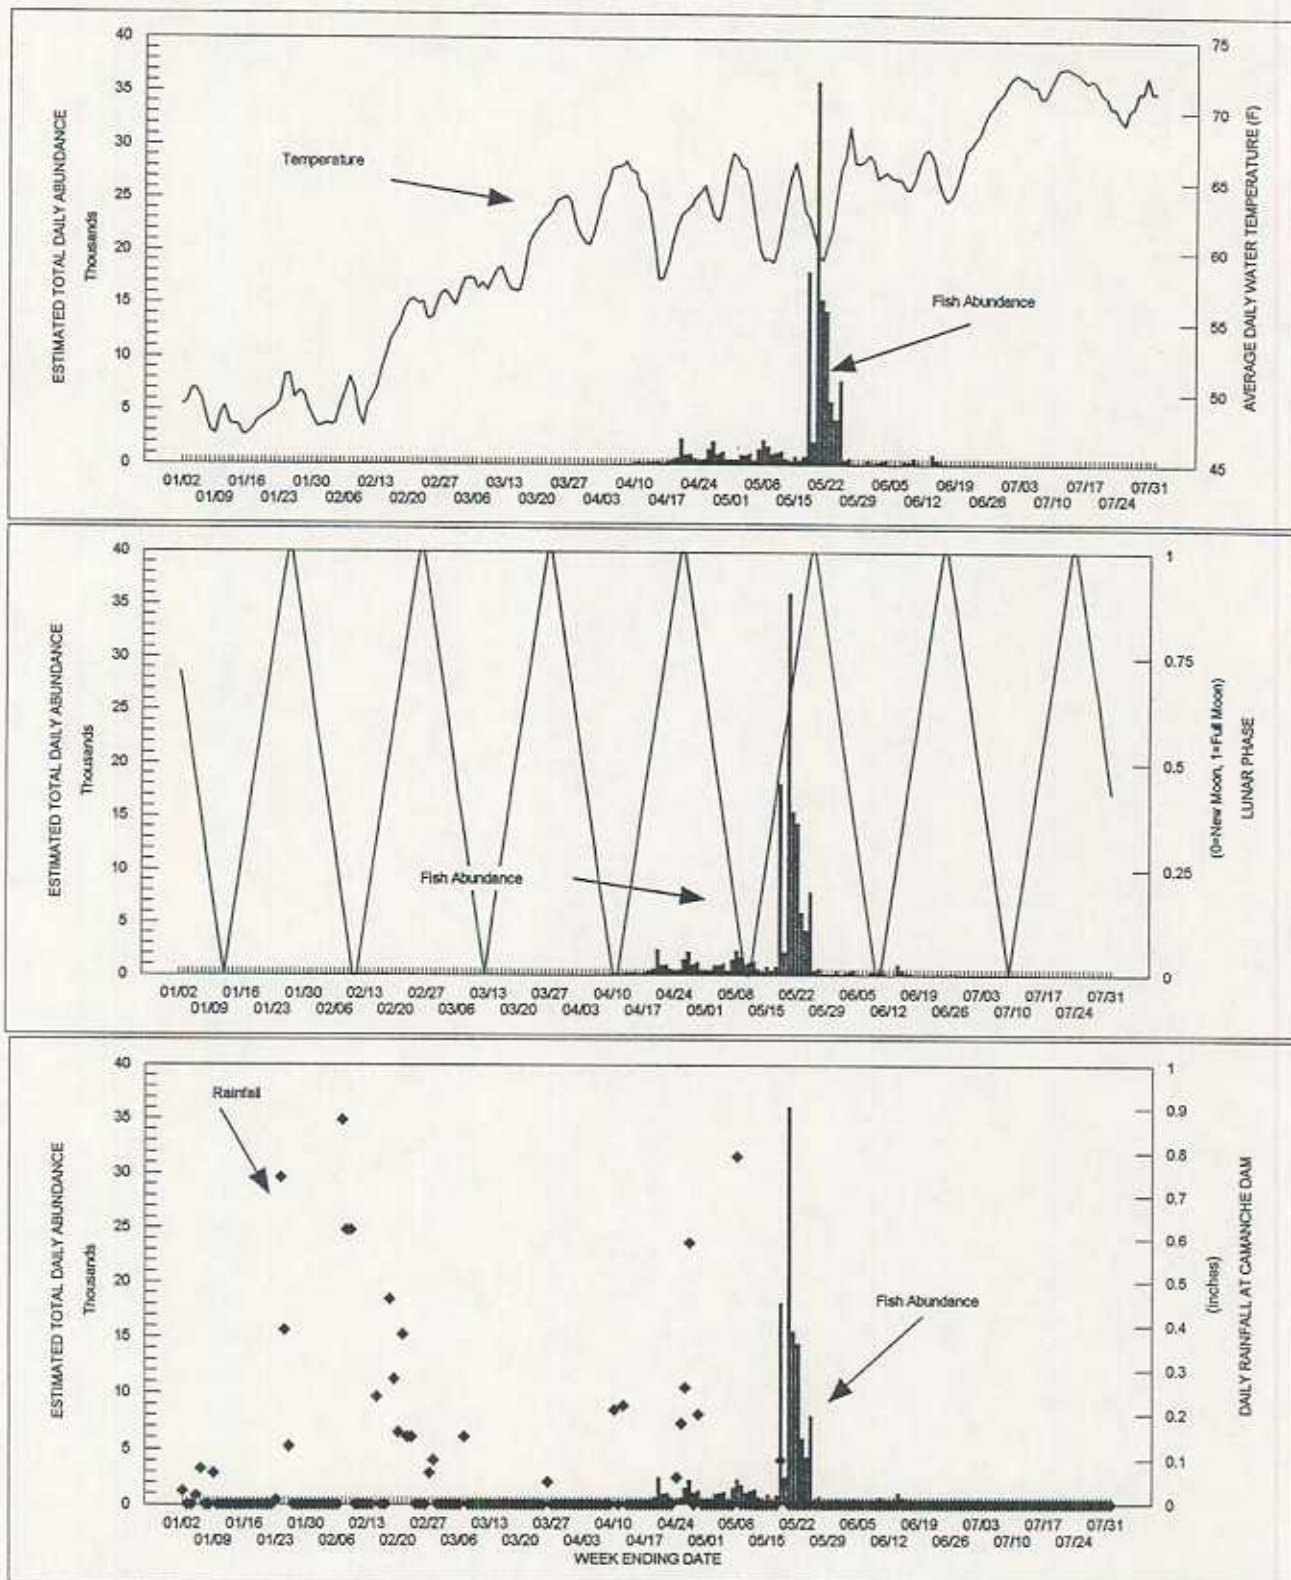 40
35
30
25
20
15
10
5
0
ESTIMATED TOTAL DAILY ABUNDANCE
Thousands
Temperature
Fish Abundance
75
70
65
60
55
50
45
AVERAGE DAILY WATER TEMPERATURE (F)
01/02 01/16 01/30 02/13 02/27 03/13 03/27 04/10 04/24 05/08 05/22 06/05 06/19 07/03 07/17 07/31
01/09 01/23 02/06 02/20 03/06 03/20 04/03 04/17 05/01 05/15 05/29 06/12 06/26 07/10 07/24
40
35
30
25
20
15
10
5
0
ESTIMATED TOTAL DAILY ABUNDANCE
Thousands
Fish Abundance
1
0.75
0.5
0.25
0
(0=New Moon, 1=Full Moon)
LUNAR PHASE
01/02 01/16 01/30 02/13 02/27 03/13 03/27 04/10 04/24 05/08 05/22 06/05 06/19 07/03 07/17 07/31
01/09 01/23 02/06 02/20 03/06 03/20 04/03 04/17 05/01 05/15 05/29 06/12 06/26 07/10 07/24
40
35
30
25
20
15
10
5
0
ESTIMATED TOTAL DAILY ABUNDANCE
Thousands
Rainfall
Fish Abundance
1
0.9
0.8
0.7
0.6
0.5
0.4
0.3
0.2
0.1
0
(inches)
DAILY RAINFALL AT CAMANCHE DAM
01/02 01/16 01/30 02/13 02/27 03/13 03/27 04/10 04/24 05/08 05/22 06/05 06/19 07/03 07/17 07/31
01/09 01/23 02/06 02/20 03/06 03/20 04/03 04/17 05/01 05/15 05/29 06/12 06/26 07/10 07/24
WEEK ENDING DATE